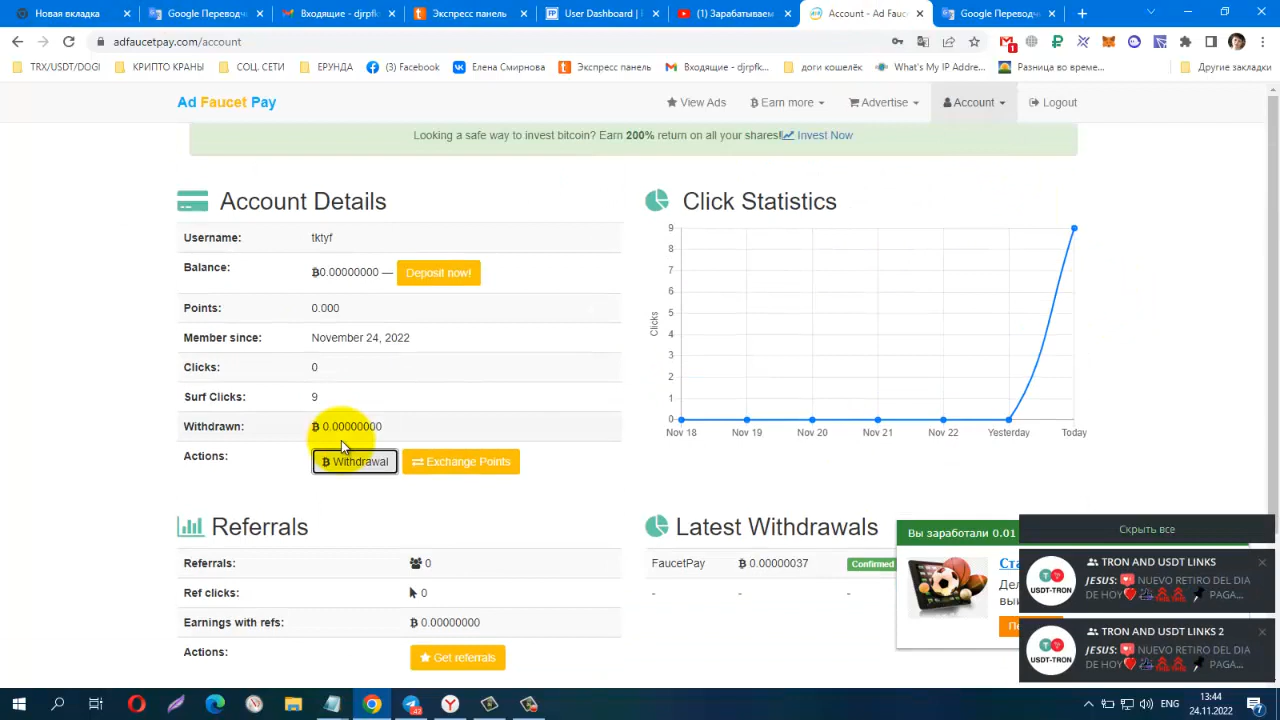 Новая вкладка
Google Переводч
Входящие - djrpfk
Экспресс панель
User Dashboard |
(1) Зарабатываем
Account - Ad Fauc
Google Переводч
adfaucetpay.com/account
TRX/USDT/DOGI
КРИПТО КРАНЫ
СОЦ. СЕТИ
ЕРУНДА
(3) Facebook
Елена Смирнова
Экспресс панель
Входящие - djrpfk...
доги кошелёк
What's My IP Addre...
Разница во време...
Другие закладки
Ad Faucet Pay
View Ads
Earn more
Advertise
Account
Logout
Looking a safe way to invest bitcoin? Earn 200% return on all your shares! Invest Now
Account Details
Username: tktyf
Balance: ₿0.00000000 — Deposit now!
Points: 0.000
Member since: November 24, 2022
Clicks: 0
Surf Clicks: 9
Withdrawn: ₿ 0.00000000
Actions: ₿ Withdrawal Exchange Points
Click Statistics
9
8
7
6
5
4
3
2
1
0
Clicks
Nov 18 Nov 19 Nov 20 Nov 21 Nov 22 Yesterday Today
Referrals
Referrals: 0
Ref clicks: 0
Earnings with refs: ₿ 0.00000000
Actions: Get referrals
Latest Withdrawals
FaucetPay ₿ 0.00000037 Confirmed
- - -
Вы заработали 0.01
Скрыть все
TRON AND USDT LINKS
JESUS: NUEVO RETIRO DEL DIA
DE HOY PAGA...
USDT-TRON
TRON AND USDT LINKS 2
JESUS: NUEVO RETIRO DEL DIA
DE HOY PAGA...
USDT-TRON
ENG
13:44
24.11.2022